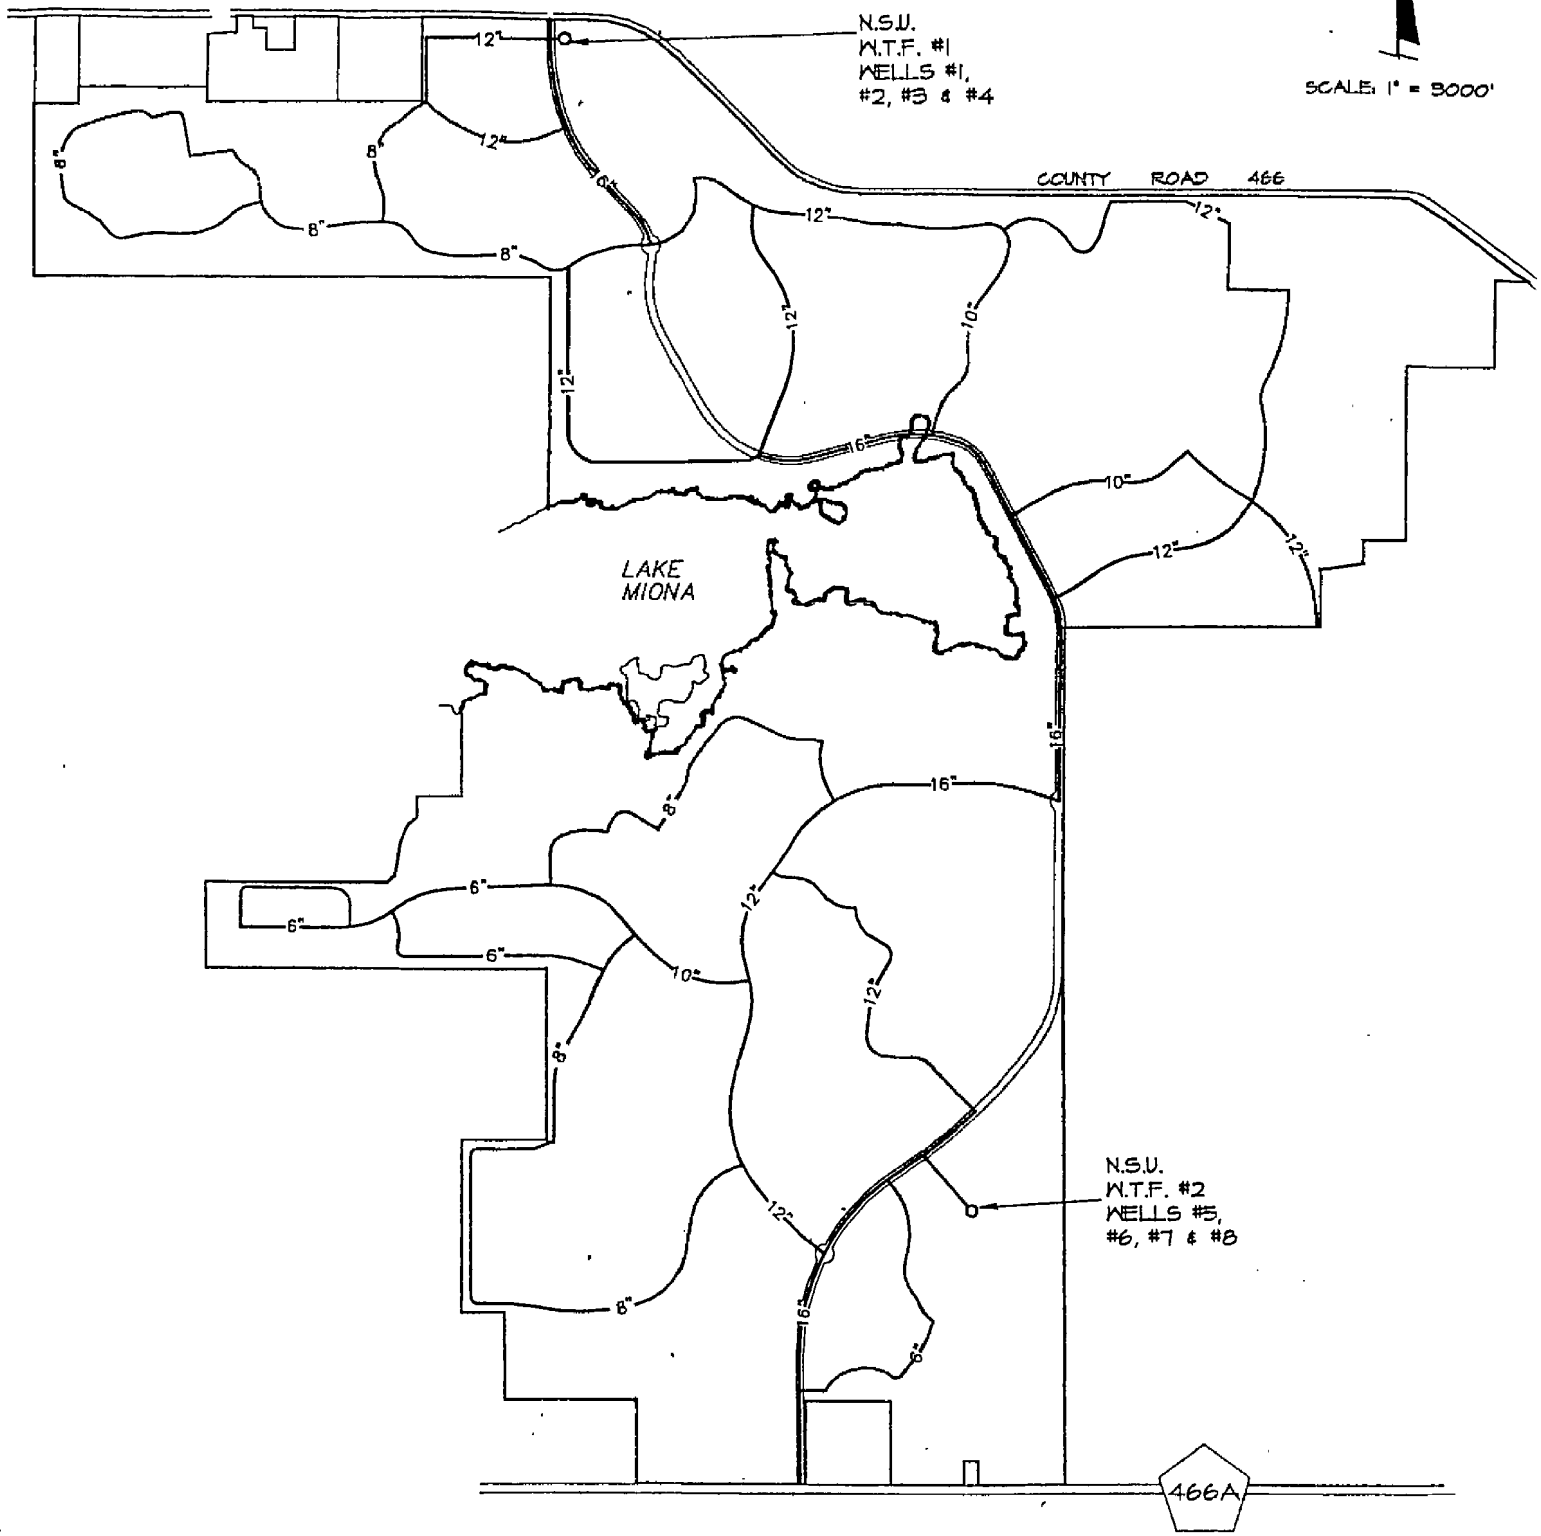 N.S.U.
W.T.F. #1
WELLS #1,
#2, #3 & #4
SCALE: 1" = 3000'
12"
12"
8"
8"
16"
COUNTY ROAD 466
12"
12"
8"
8"
12"
10"
12"
16"
10"
12"
12"
LAKE
MIONA
16"
16"
8"
6"
12"
6"
6"
10"
12"
8"
N.S.U.
W.T.F. #2
WELLS #5,
#6, #7 & #8
12"
8"
16"
6"
466A